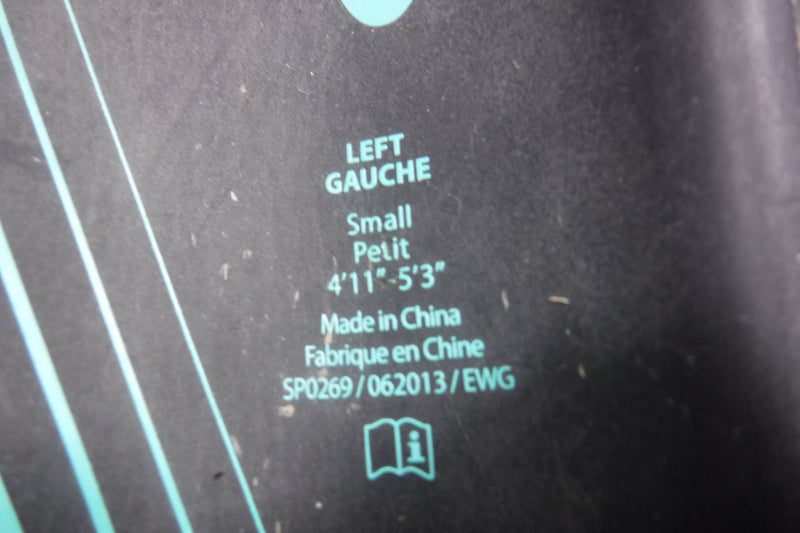 LEFT
GAUCHE
Small
Petit
4'11"-5'3"
Made in China
Fabrique en Chine
SP0269 / 062013 / EWG
i